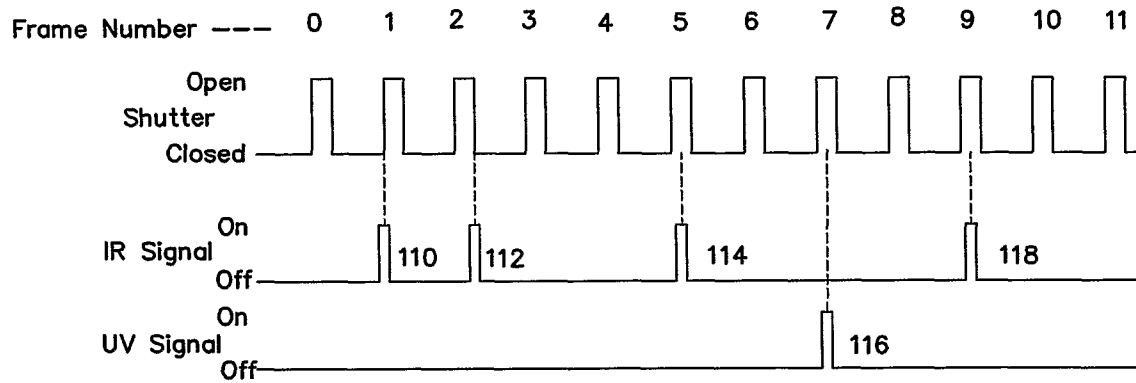 Frame Number ––– 0 1 2 3 4 5 6 7 8 9 10 11
Open
Shutter
Closed
On
IR Signal 110 112 114 118
Off
On
UV Signal 116
Off